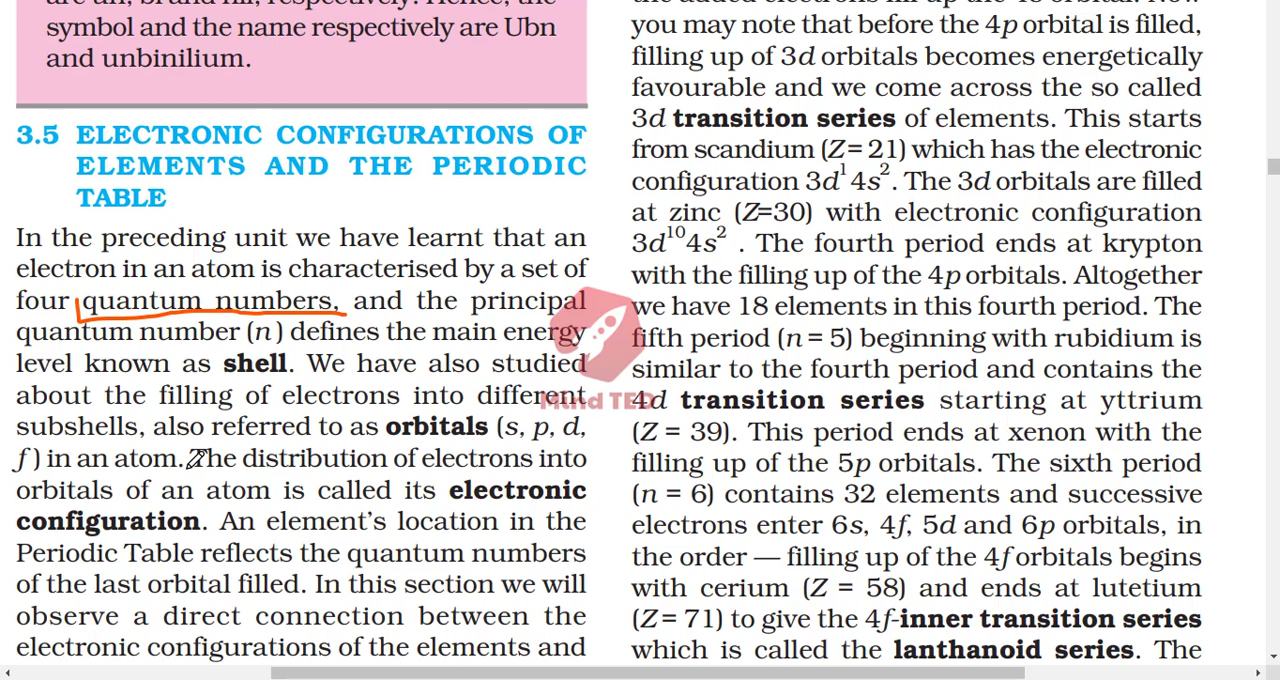 are un, bi and nil, respectively. Hence, the
symbol and the name respectively are Ubn
and unbinilium.
3.5 ELECTRONIC CONFIGURATIONS OF
ELEMENTS AND THE PERIODIC
TABLE
In the preceding unit we have learnt that an
electron in an atom is characterised by a set of
four quantum numbers, and the principal
quantum number (n) defines the main energy
level known as shell. We have also studied
about the filling of electrons into different
subshells, also referred to as orbitals (s, p, d,
f ) in an atom. The distribution of electrons into
orbitals of an atom is called its electronic
configuration. An element's location in the
Periodic Table reflects the quantum numbers
of the last orbital filled. In this section we will
observe a direct connection between the
electronic configurations of the elements and
you may note that before the 4p orbital is filled,
filling up of 3d orbitals becomes energetically
favourable and we come across the so called
3d transition series of elements. This starts
from scandium (Z= 21) which has the electronic
configuration 3d¹4s². The 3d orbitals are filled
at zinc (Z=30) with electronic configuration
3d¹⁰4s² . The fourth period ends at krypton
with the filling up of the 4p orbitals. Altogether
we have 18 elements in this fourth period. The
fifth period (n = 5) beginning with rubidium is
similar to the fourth period and contains the
4d transition series starting at yttrium
(Z = 39). This period ends at xenon with the
filling up of the 5p orbitals. The sixth period
(n = 6) contains 32 elements and successive
electrons enter 6s, 4f, 5d and 6p orbitals, in
the order — filling up of the 4f orbitals begins
with cerium (Z = 58) and ends at lutetium
(Z = 71) to give the 4f-inner transition series
which is called the lanthanoid series. The
Mind TED